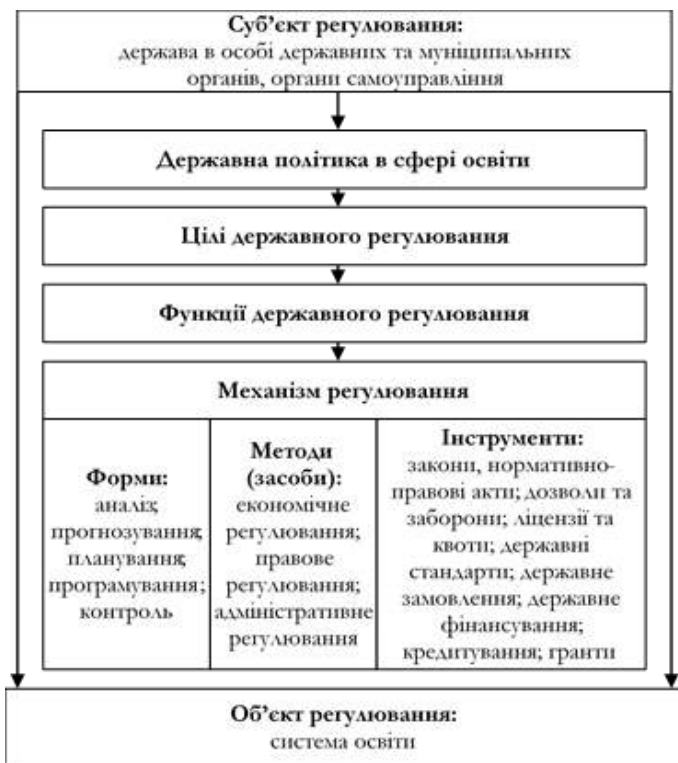 Суб’єкт регулювання:
держава в особі державних та муніципальних
органів, органи самоуправління
Державна політика в сфері освіти
Цілі державного регулювання
Функції державного регулювання
Механізм регулювання
Форми:
аналіз;
прогнозування;
планування;
програмування;
контроль
Методи
(засоби):
економічне
регулювання;
правове
регулювання;
адміністративне
регулювання
Інструменти:
закони, нормативно-
правові акти; дозволи та
заборони; ліцензії та
квоти; державні
стандарти; державне
замовлення; державне
фінансування;
кредитування; гранти
Об’єкт регулювання:
система освіти